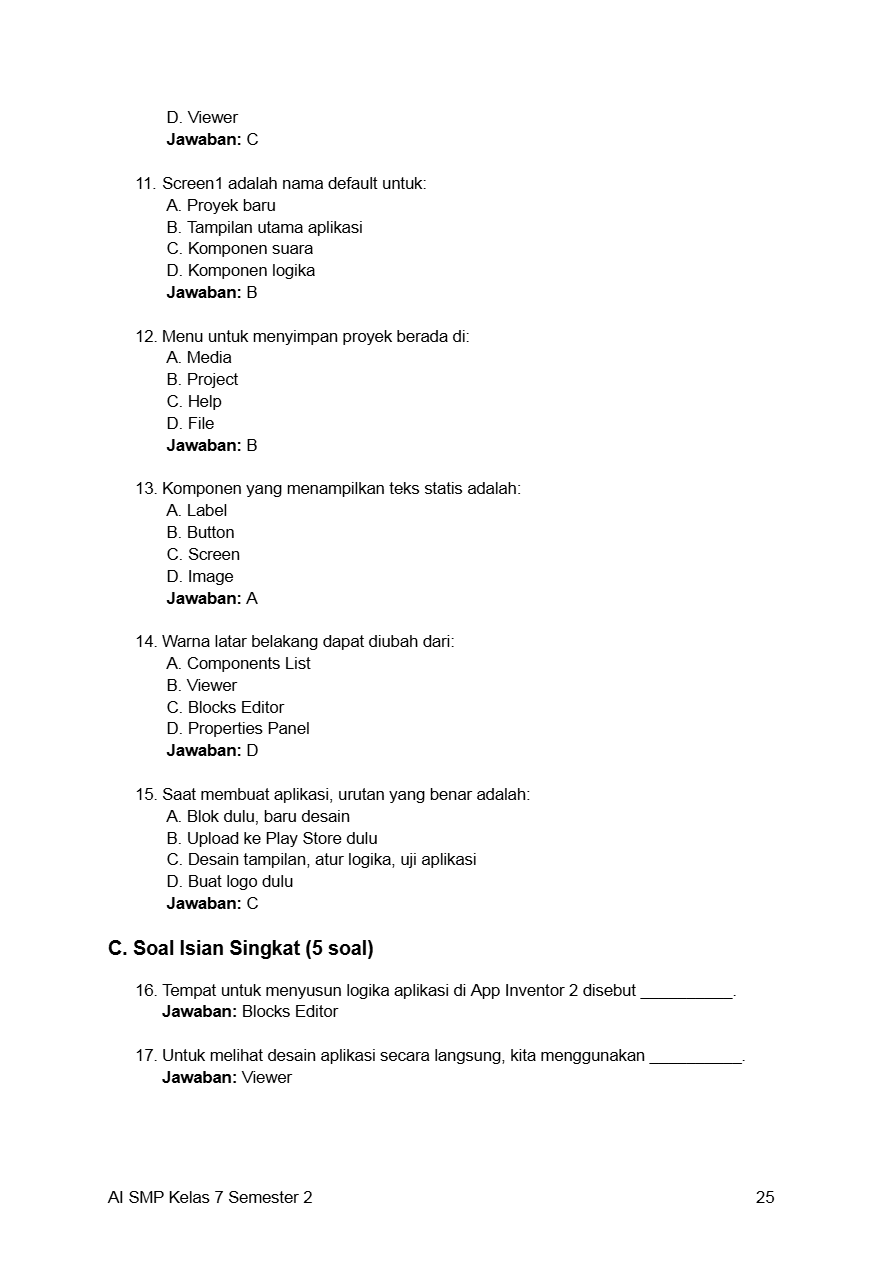 D. Viewer
Jawaban: C
11. Screen1 adalah nama default untuk:
A. Proyek baru
B. Tampilan utama aplikasi
C. Komponen suara
D. Komponen logika
Jawaban: B
12. Menu untuk menyimpan proyek berada di:
A. Media
B. Project
C. Help
D. File
Jawaban: B
13. Komponen yang menampilkan teks statis adalah:
A. Label
B. Button
C. Screen
D. Image
Jawaban: A
14. Warna latar belakang dapat diubah dari:
A. Components List
B. Viewer
C. Blocks Editor
D. Properties Panel
Jawaban: D
15. Saat membuat aplikasi, urutan yang benar adalah:
A. Blok dulu, baru desain
B. Upload ke Play Store dulu
C. Desain tampilan, atur logika, uji aplikasi
D. Buat logo dulu
Jawaban: C
C. Soal Isian Singkat (5 soal)
16. Tempat untuk menyusun logika aplikasi di App Inventor 2 disebut __________.
Jawaban: Blocks Editor
17. Untuk melihat desain aplikasi secara langsung, kita menggunakan __________.
Jawaban: Viewer
AI SMP Kelas 7 Semester 2 25